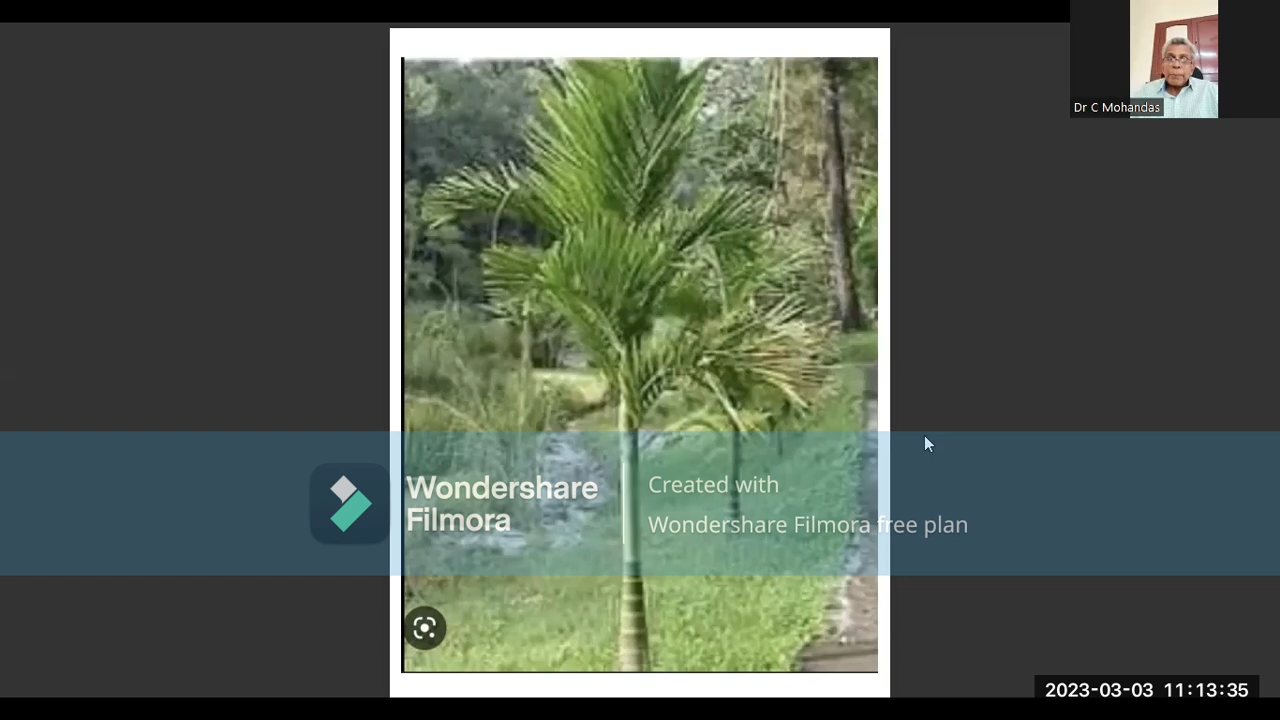 Dr C Mohandas
Wondershare
Filmora
Created with
Wondershare Filmora free plan
2023-03-03 11:13:35